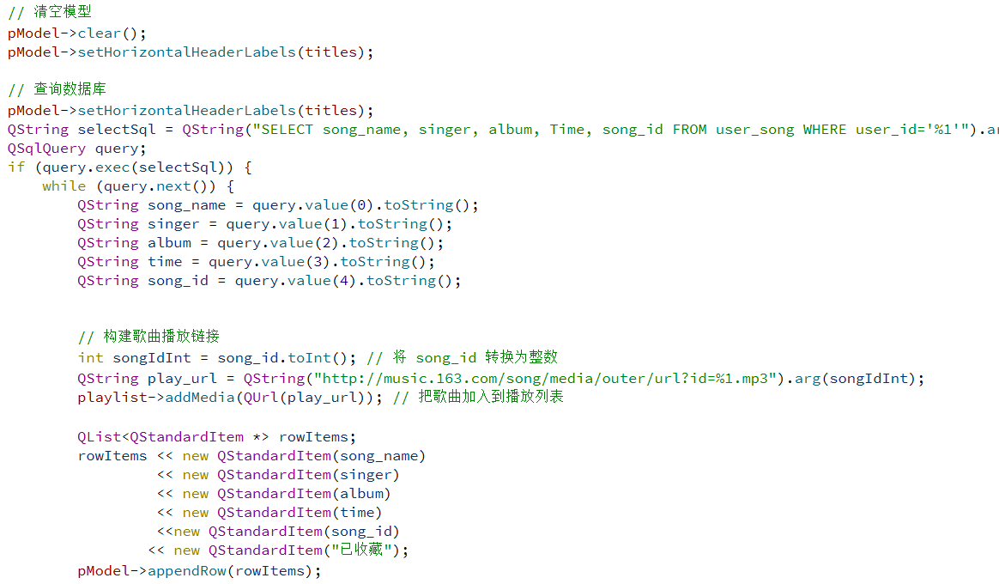 // 清空模型
pModel->clear();
pModel->setHorizontalHeaderLabels(titles);
// 查询数据库
pModel->setHorizontalHeaderLabels(titles);
QString selectSql = QString("SELECT song_name, singer, album, Time, song_id FROM user_song WHERE user_id='%1'").ar
QSqlQuery query;
if (query.exec(selectSql)) {
while (query.next()) {
QString song_name = query.value(0).toString();
QString singer = query.value(1).toString();
QString album = query.value(2).toString();
QString time = query.value(3).toString();
QString song_id = query.value(4).toString();
// 构建歌曲播放链接
int songIdInt = song_id.toInt(); // 将 song_id 转换为整数
QString play_url = QString("http://music.163.com/song/media/outer/url?id=%1.mp3").arg(songIdInt);
playlist->addMedia(QUrl(play_url)); // 把歌曲加入到播放列表
QList<QStandardItem *> rowItems;
rowItems << new QStandardItem(song_name)
<< new QStandardItem(singer)
<< new QStandardItem(album)
<< new QStandardItem(time)
<<new QStandardItem(song_id)
<< new QStandardItem("已收藏");
pModel->appendRow(rowItems);